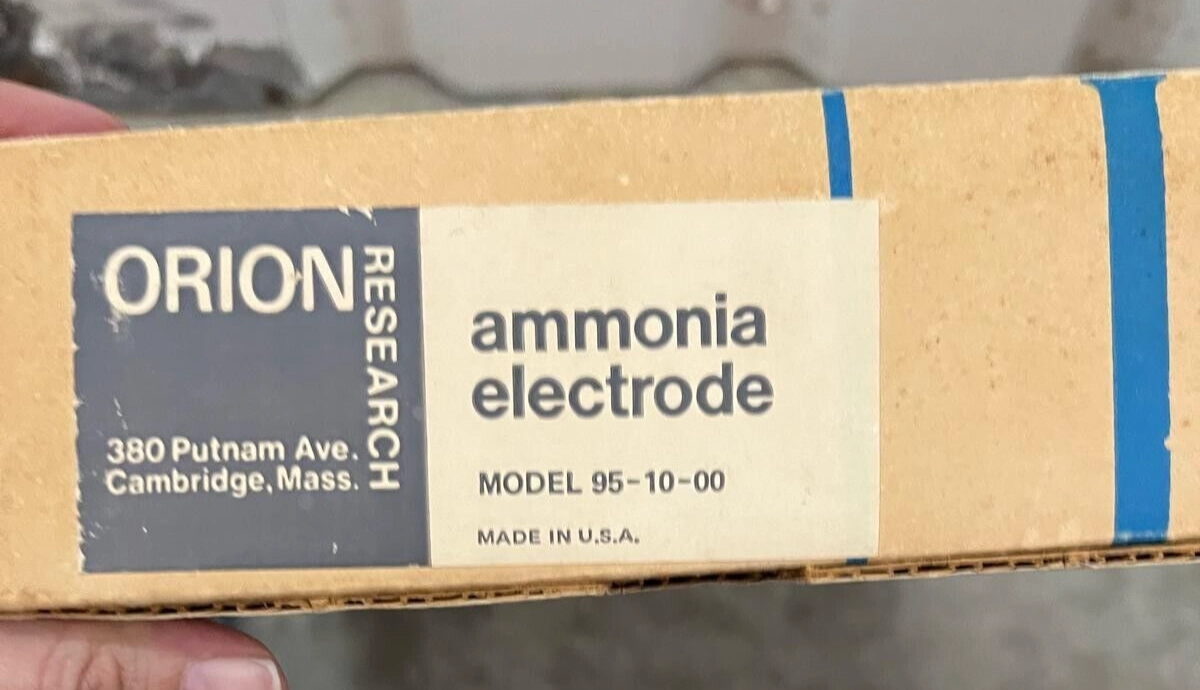 ORION
RESEARCH
380 Putnam Ave.
Cambridge, Mass.
ammonia
electrode
MODEL 95-10-00
MADE IN U.S.A.